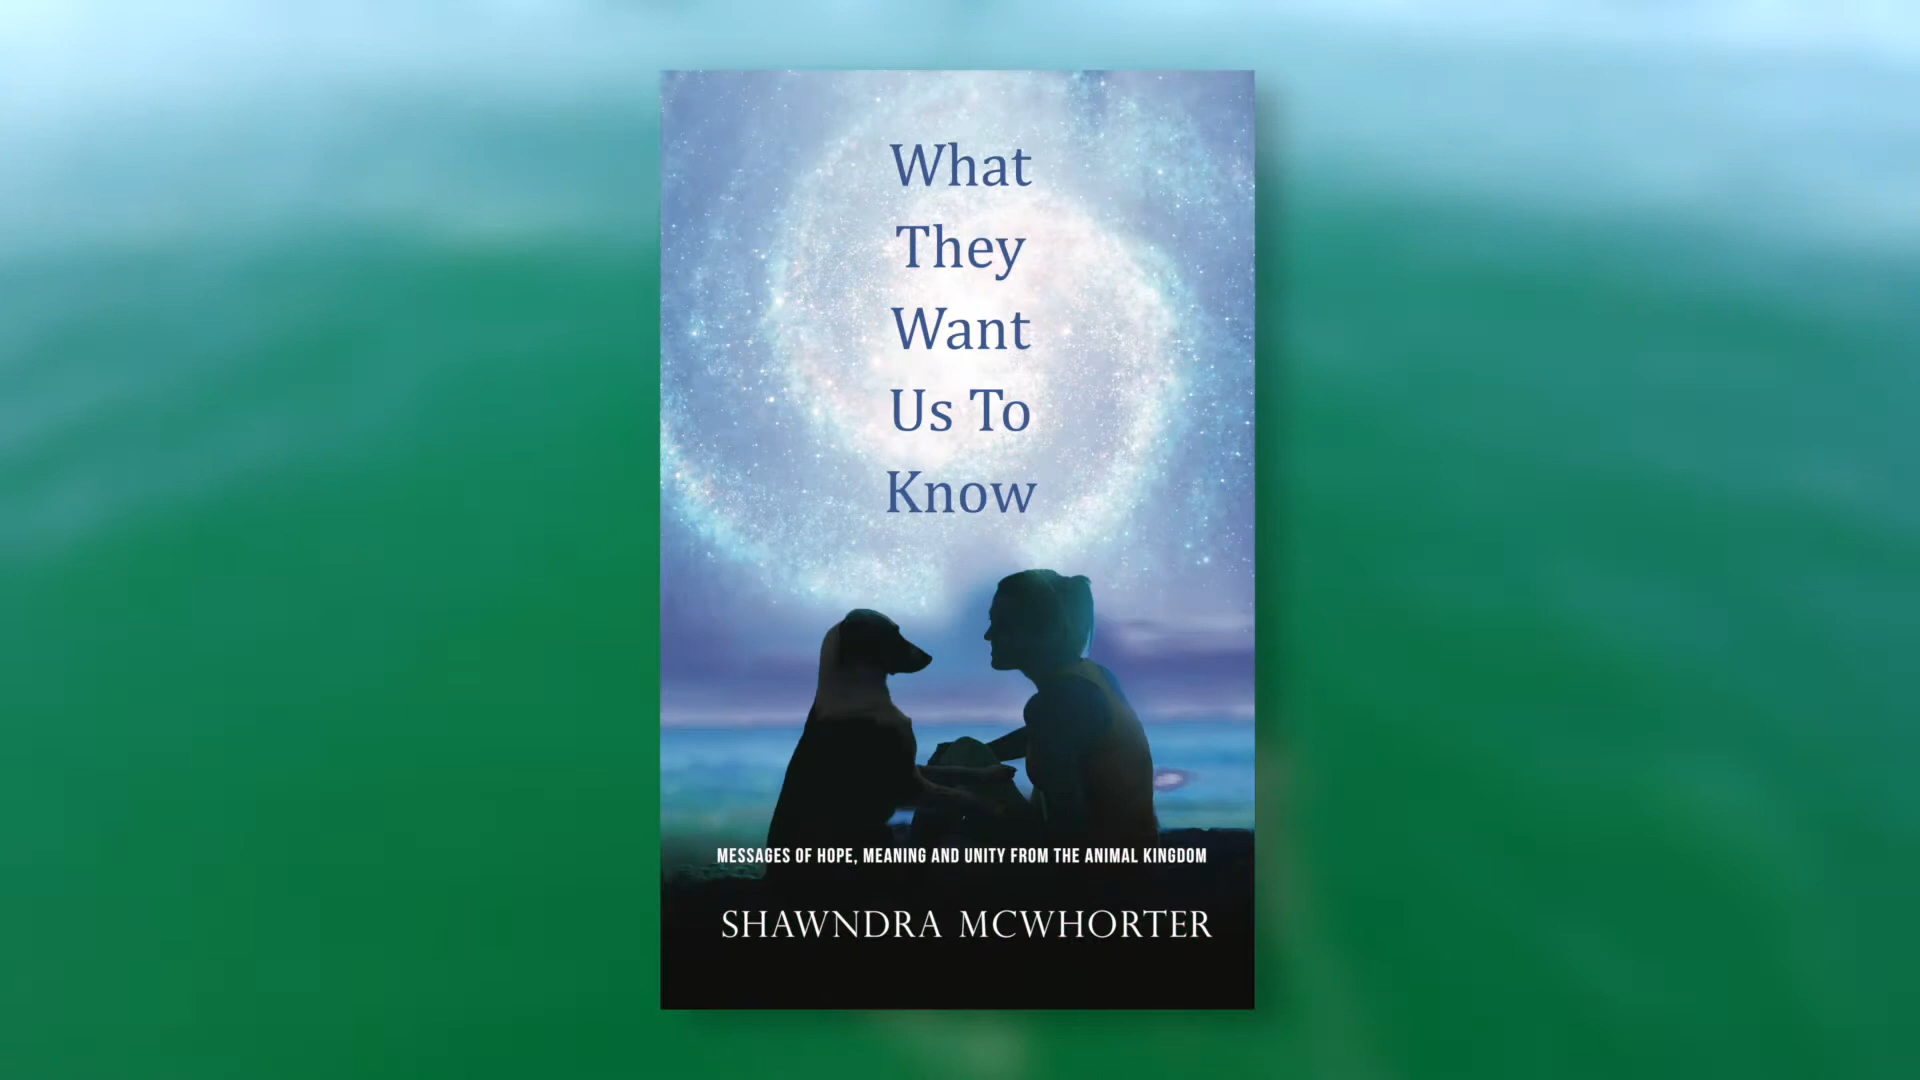 What
They
Want
Us To
Know
MESSAGES OF HOPE, MEANING AND UNITY FROM THE ANIMAL KINGDOM
SHAWNDRA MCWHORTER